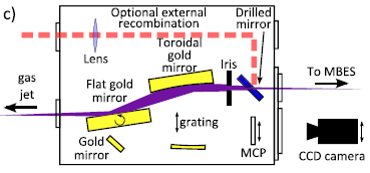 c)
Optional external
recombination
Drilled
mirror
Toroidal
gold
mirror
Lens
Iris
gas
jet
Flat gold
mirror
To MBES
grating
Gold
mirror
MCP
CCD camera